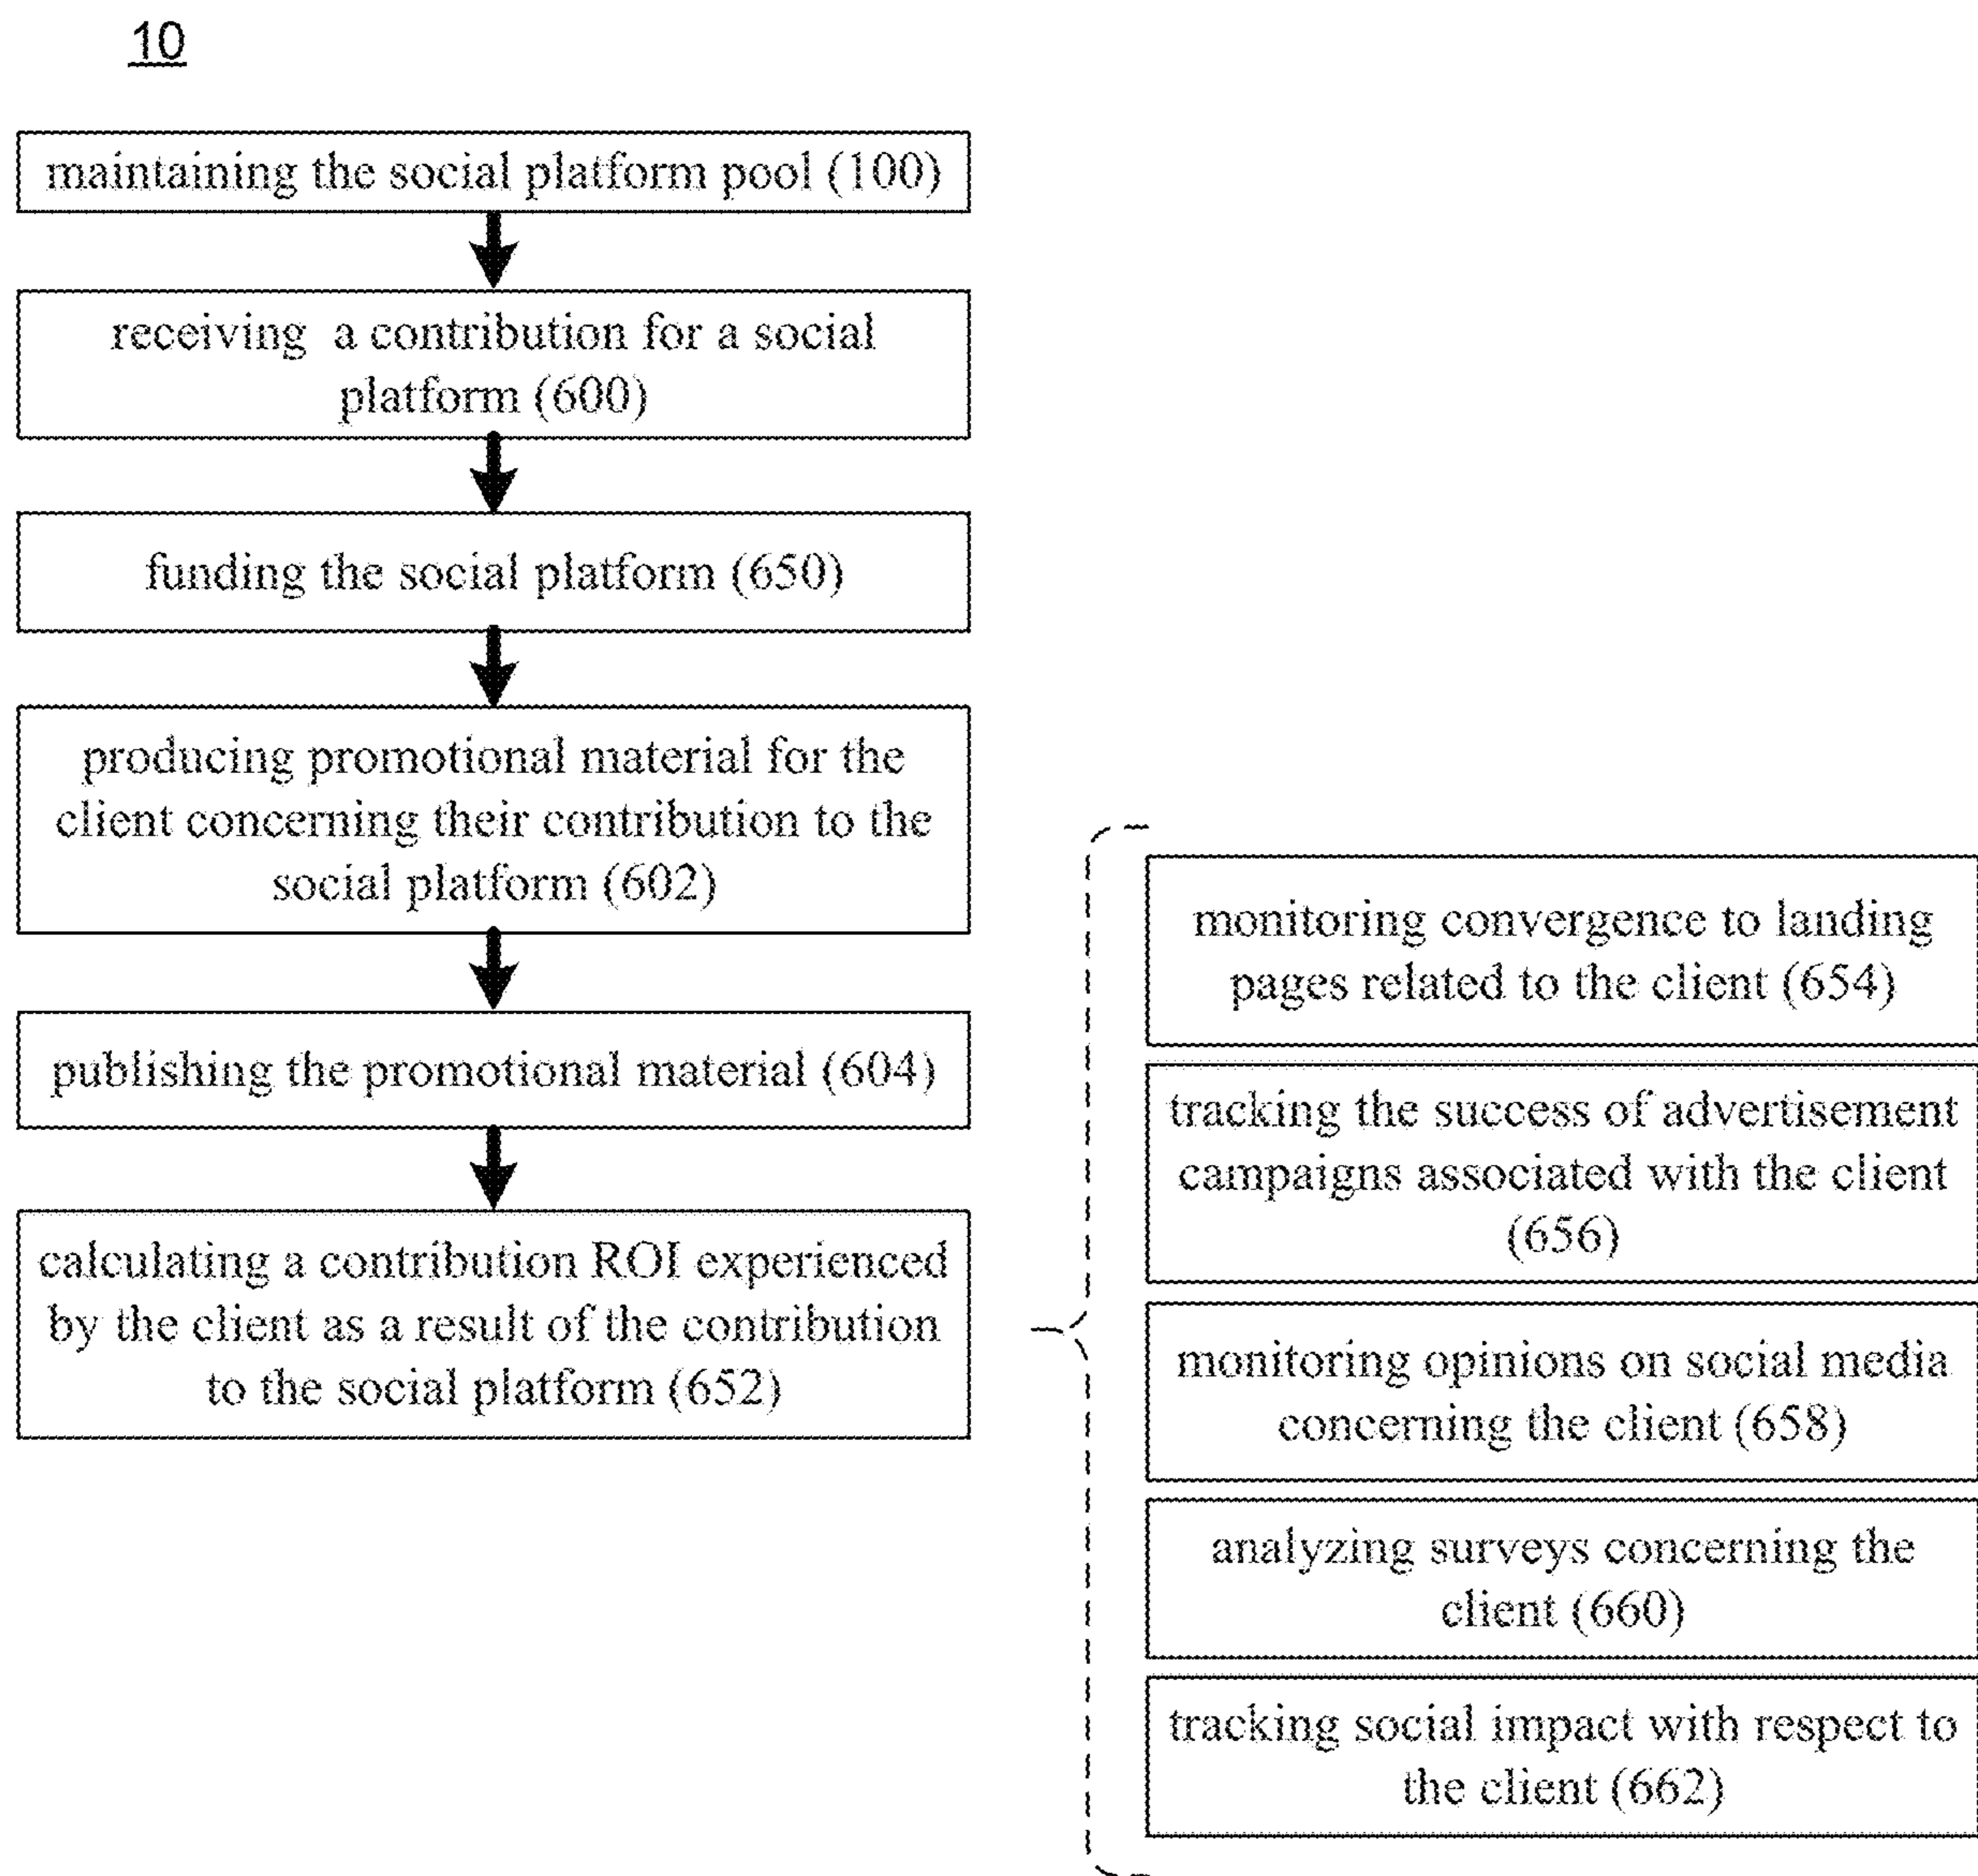 10
maintaining the social platform pool (100)
receiving a contribution for a social
platform (600)
funding the social platform (650)
producing promotional material for the
client concerning their contribution to the
social platform (602)
publishing the promotional material (604)
calculating a contribution ROI experienced
by the client as a result of the contribution
to the social platform (652)
monitoring convergence to landing
pages related to the client (654)
tracking the success of advertisement
campaigns associated with the client
(656)
monitoring opinions on social media
concerning the client (658)
analyzing surveys concerning the
client (660)
tracking social impact with respect to
the client (662)